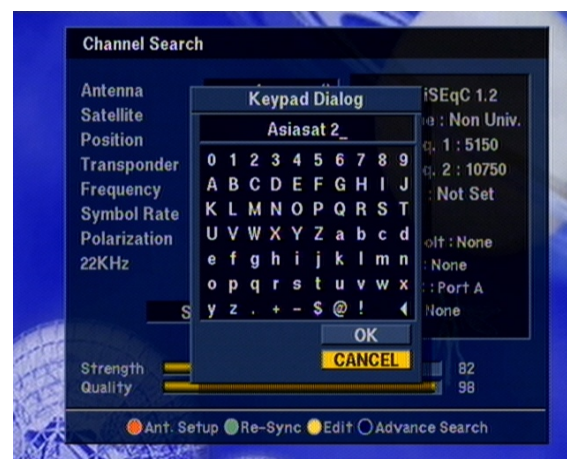 Channel Search
Antenna
Satellite
Position
Transponder
Frequency
Symbol Rate
Polarization
22KHz
Keypad Dialog
Asiasat 2_
0 1 2 3 4 5 6 7 8 9
A B C D E F G H I J
K L M N O P Q R S T
U V W X Y Z a b c d
e f g h i j k l m n
o p q r s t u v w x
y z . + - $ @ !
OK
CANCEL
iSEqC 1.2
: Non Univ.
1 : 5150
2 : 10750
: Not Set
: None
: None
: Port A
None
Strength 82
Quality 98
Ant. Setup Re-Sync Edit Advance Search